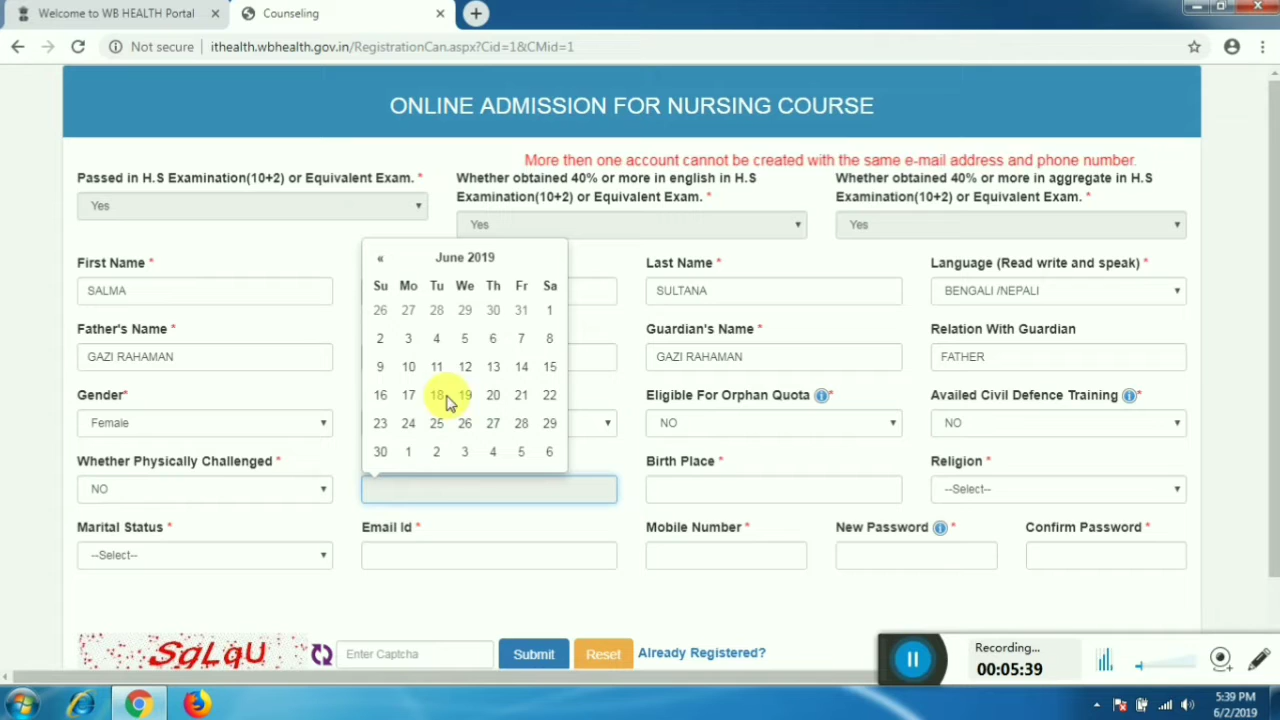 Welcome to WB HEALTH Portal
Counseling
Not secure
ithealth.wbhealth.gov.in/RegistrationCan.aspx?Cid=1&CMid=1
ONLINE ADMISSION FOR NURSING COURSE
More then one account cannot be created with the same e-mail address and phone number.
Passed in H.S Examination(10+2) or Equivalent Exam. *
Yes
Whether obtained 40% or more in english in H.S
Examination(10+2) or Equivalent Exam. *
Yes
Whether obtained 40% or more in aggregate in H.S
Examination(10+2) or Equivalent Exam. *
Yes
First Name *
SALMA
Last Name *
SULTANA
Language (Read write and speak) *
BENGALI /NEPALI
« June 2019
Su Mo Tu We Th Fr Sa
26 27 28 29 30 31 1
2 3 4 5 6 7 8
9 10 11 12 13 14 15
16 17 18 19 20 21 22
23 24 25 26 27 28 29
30 1 2 3 4 5 6
Father's Name *
GAZI RAHAMAN
Guardian's Name *
GAZI RAHAMAN
Relation With Guardian
FATHER
Gender*
Female
Eligible For Orphan Quota *
NO
Availed Civil Defence Training *
NO
Whether Physically Challenged *
NO
Birth Place *
Religion *
--Select--
Marital Status *
--Select--
Email Id *
Mobile Number *
New Password *
Confirm Password *
SgLqU
Enter Captcha
Submit
Reset
Already Registered?
Recording...
00:05:39
5:39 PM
6/2/2019